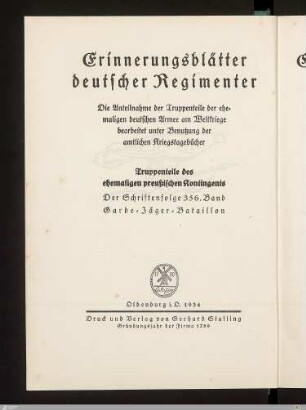 Erinnerungsblätter
deutscher Regimenter
Die Anteilnahme der Truppenteile der ehe-
maligen deutschen Armee am Weltkriege
bearbeitet unter Benutzung der
amtlichen Kriegstagebücher
Truppenteile des
ehemaligen preußischen Kontingents
Der Schriftenfolge 356. Band
Garde-Jäger-Bataillon
Oldenburg i. O. 1934
Druck und Verlag von Gerhard Stalling
Gründungsjahr der Firma 1789